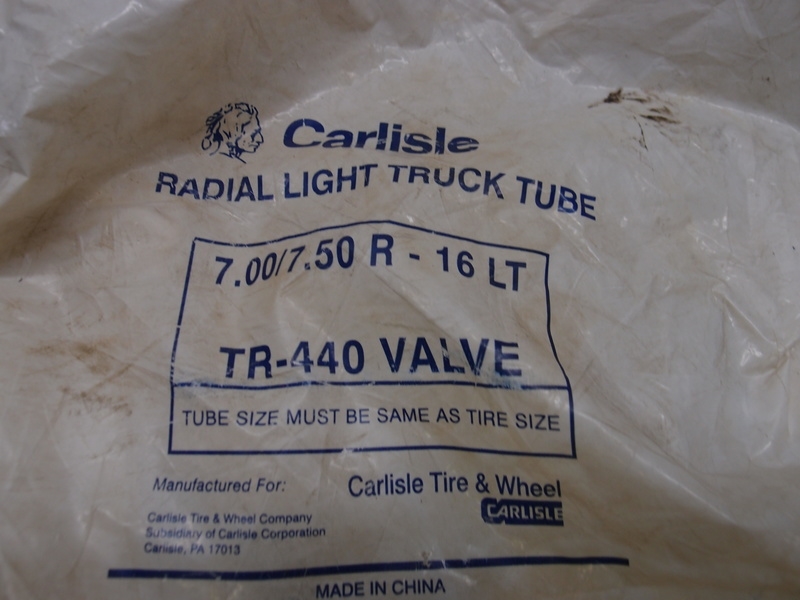 Carlisle
RADIAL LIGHT TRUCK TUBE
7.00/7.50 R - 16 LT
TR-440 VALVE
TUBE SIZE MUST BE SAME AS TIRE SIZE
Manufactured For:
Carlisle Tire & Wheel
CARLISLE
Carlisle Tire & Wheel Company
Subsidiary of Carlisle Corporation
Carlisle, PA 17013
MADE IN CHINA